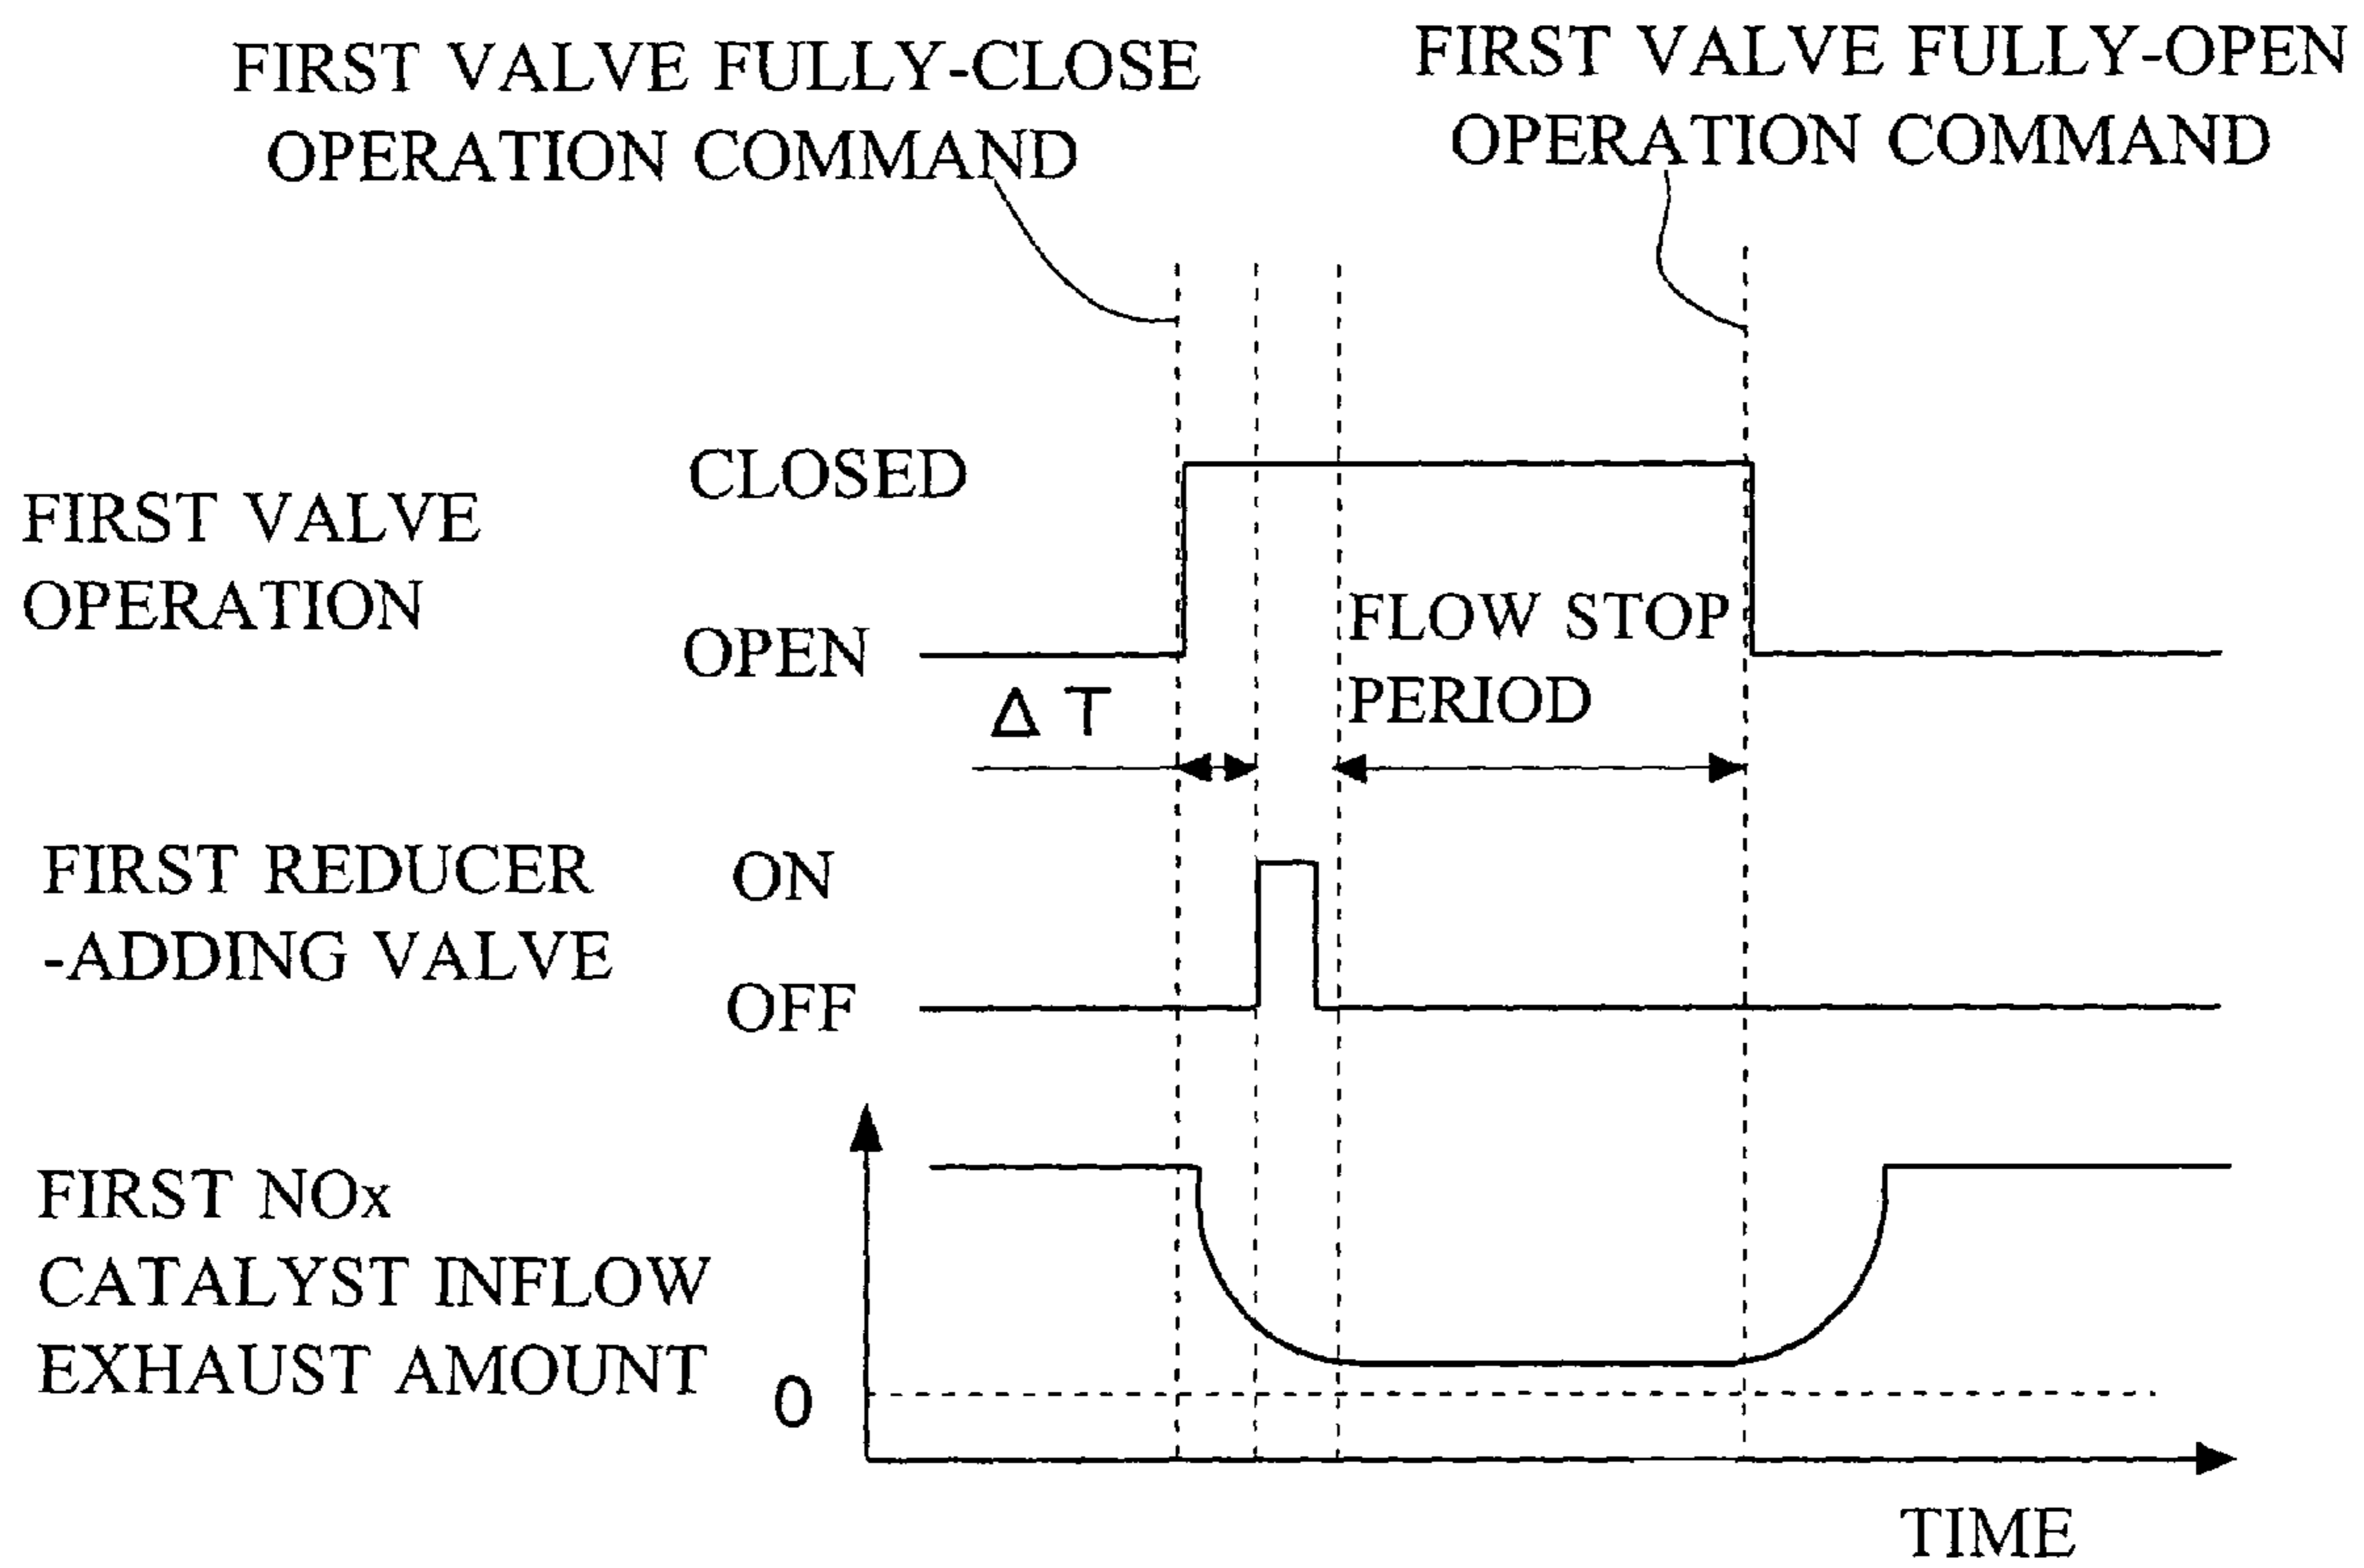 FIRST VALVE FULLY-CLOSE
OPERATION COMMAND
FIRST VALVE FULLY-OPEN
OPERATION COMMAND
FIRST VALVE
OPERATION
CLOSED
OPEN
FLOW STOP
PERIOD
Δ T
FIRST REDUCER
-ADDING VALVE
ON
OFF
FIRST NOx
CATALYST INFLOW
EXHAUST AMOUNT
0
TIME